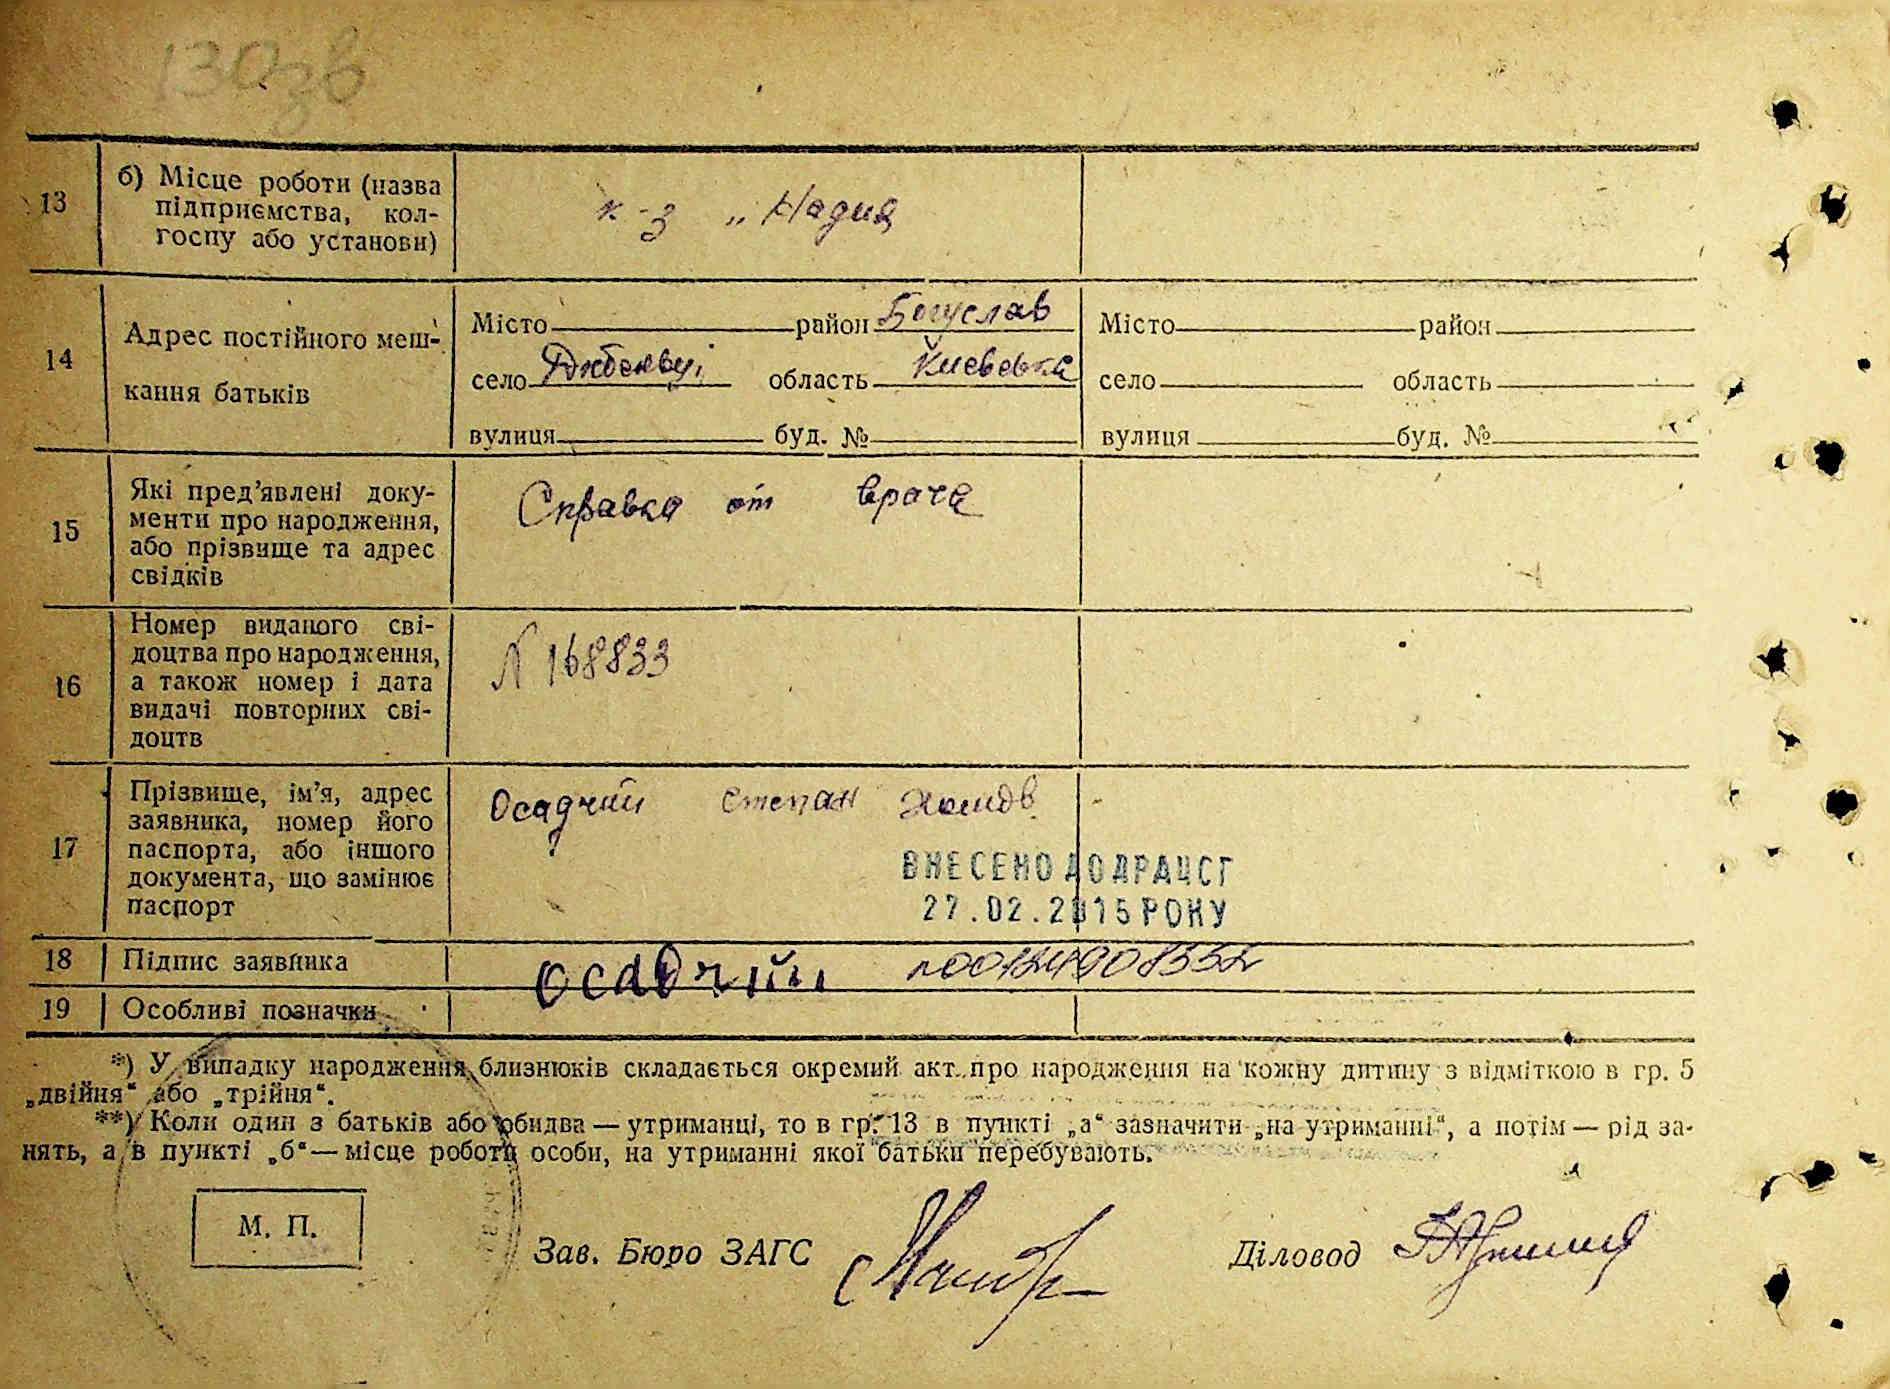 130зв
13 б) Місце роботи (назва
підприємства, кол-
госпу або установи)
к-з „Надия
14 Адрес постійного меш-
кання батьків
Місто район Богуслав Місто район
село область Киевська село область
вулиця буд. № вулиця буд. №
15 Які пред’явлені доку-
менти про народження,
або прізвище та адрес
свідків
Справка от врача
16 Номер виданого сві-
доцтва про народження,
а також номер і дата
видачі повторних сві-
доцтв
N 168833
17 Прізвище, ім’я, адрес
заявника, номер його
паспорта, або іншого
документа, що замінює
паспорт
Осадчий Степан
ВНЕСЕНО ДО ДРАЦСГ
27.02.2015 РОКУ
18 Підпис заявника Осадчий
19 Особливі позначки
*) У випадку народження близнюків складається окремий акт про народження на кожну дитину з відміткою в гр. 5
„двійня“ або „трійня“.
**) Коли один з батьків або обидва — утриманці, то в гр. 13 в пункті „а“ зазначити „на утриманні“, а потім — рід за-
нять, а в пункті „б“ — місце роботи особи, на утриманні якої батьки перебувають.
М. П.
Зав. Бюро ЗАГС Діловод